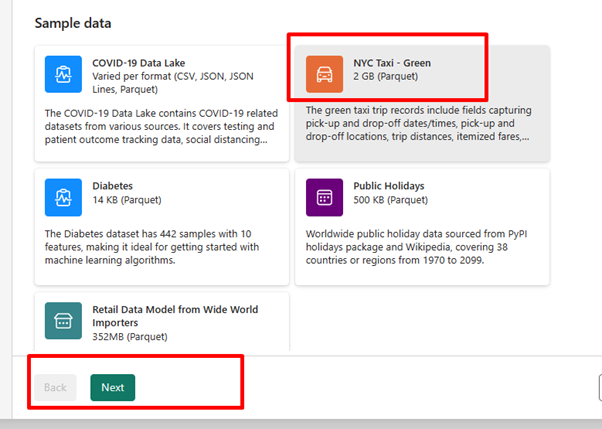 Sample data
COVID-19 Data Lake
Varied per format (CSV, JSON, JSON
Lines, Parquet)
The COVID-19 Data Lake contains COVID-19 related
datasets from various sources. It covers testing and
patient outcome tracking data, social distancing...
NYC Taxi - Green
2 GB (Parquet)
The green taxi trip records include fields capturing
pick-up and drop-off dates/times, pick-up and
drop-off locations, trip distances, itemized fares,...
Diabetes
14 KB (Parquet)
The Diabetes dataset has 442 samples with 10
features, making it ideal for getting started with
machine learning algorithms.
Public Holidays
500 KB (Parquet)
Worldwide public holiday data sourced from PyPI
holidays package and Wikipedia, covering 38
countries or regions from 1970 to 2099.
Retail Data Model from Wide World
Importers
352MB (Parquet)
Back
Next